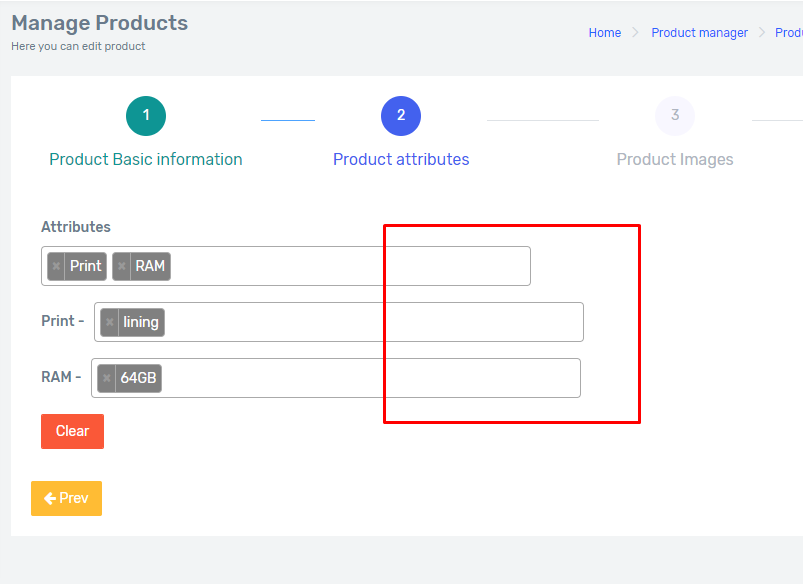 Manage Products
Here you can edit product
Home > Product manager >
1 2 3
Product Basic information Product attributes Product Images
Attributes
× Print × RAM
Print - × lining
RAM - × 64GB
Clear
Prev